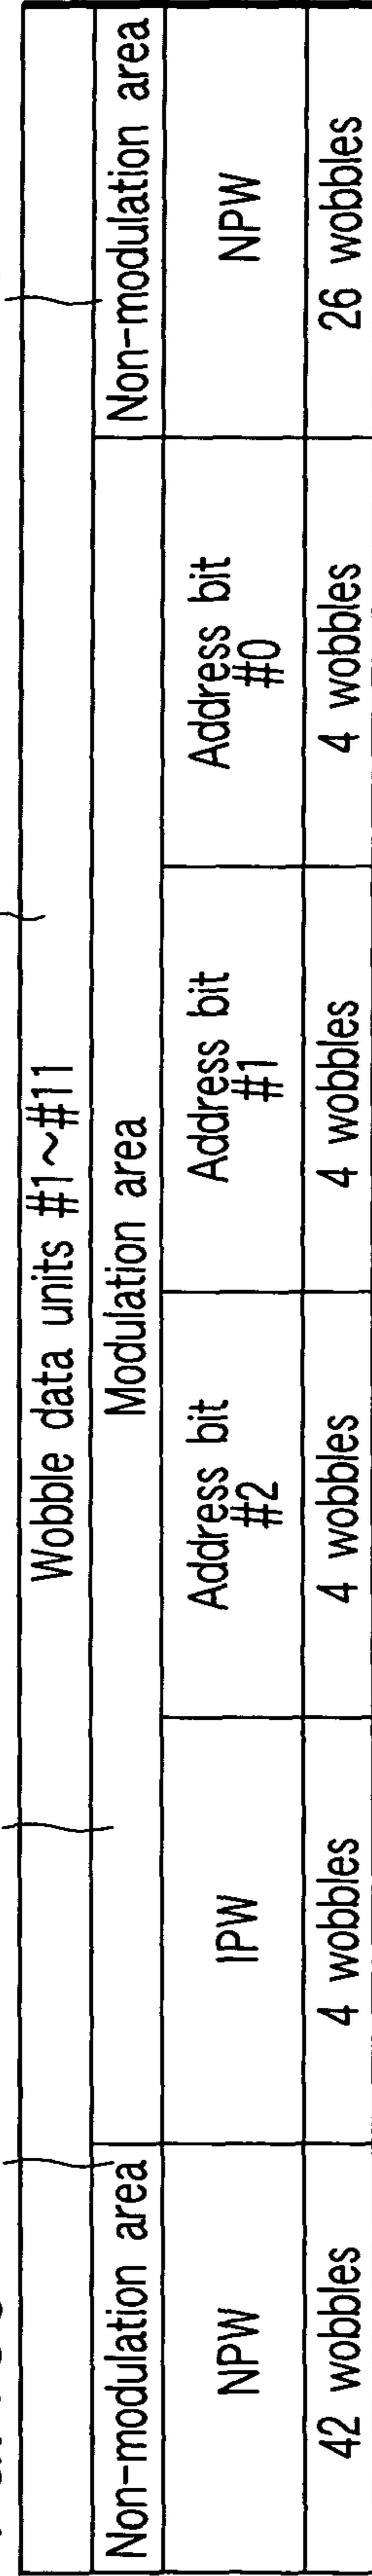 Wobble data units #1~#11
Non-modulation area
Modulation area
Non-modulation area
NPW
IPW
Address bit
#2
Address bit
#1
Address bit
#0
NPW
42 wobbles
4 wobbles
4 wobbles
4 wobbles
4 wobbles
26 wobbles